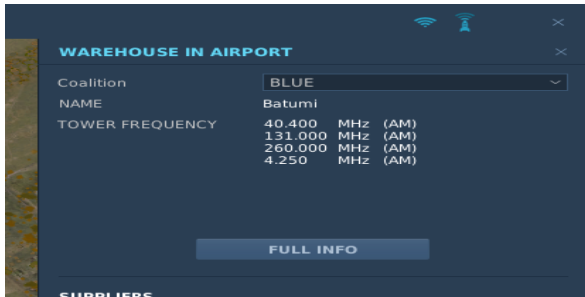 WAREHOUSE IN AIRPORT
Coalition BLUE
NAME Batumi
TOWER FREQUENCY 40.400 MHz (AM)
131.000 MHz (AM)
260.000 MHz (AM)
4.250 MHz (AM)
FULL INFO
SUPPLIERS